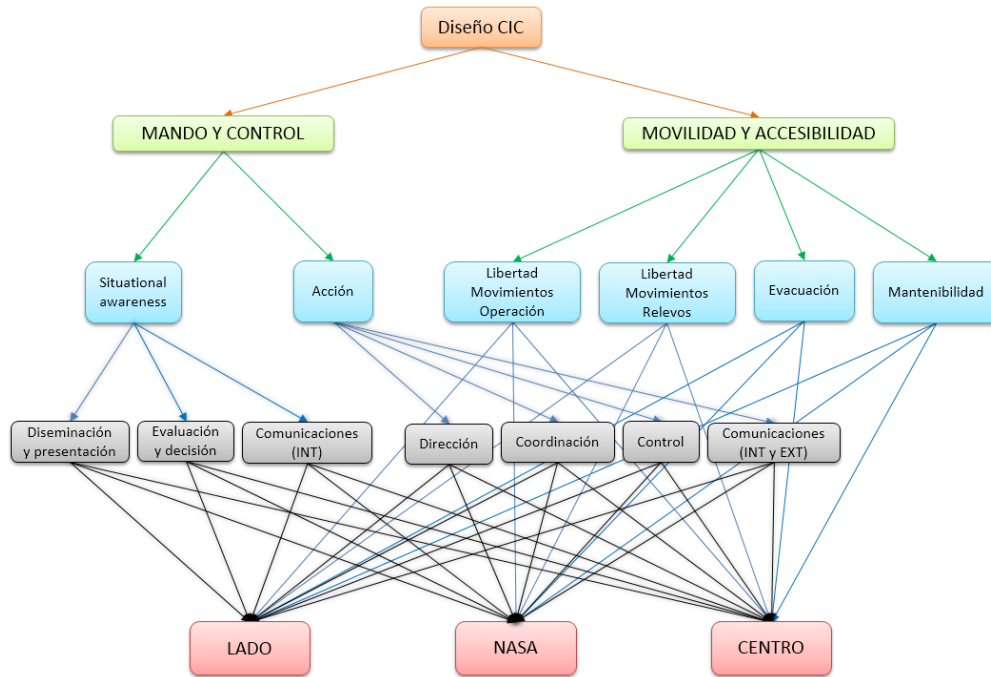 Diseño CIC
MANDO Y CONTROL
MOVILIDAD Y ACCESIBILIDAD
Situational
awareness
Acción
Libertad
Movimientos
Operación
Libertad
Movimientos
Relevos
Evacuación
Mantenibilidad
Diseminación
y presentación
Evaluación
y decisión
Comunicaciones
(INT)
Dirección
Coordinación
Control
Comunicaciones
(INT y EXT)
LADO
NASA
CENTRO